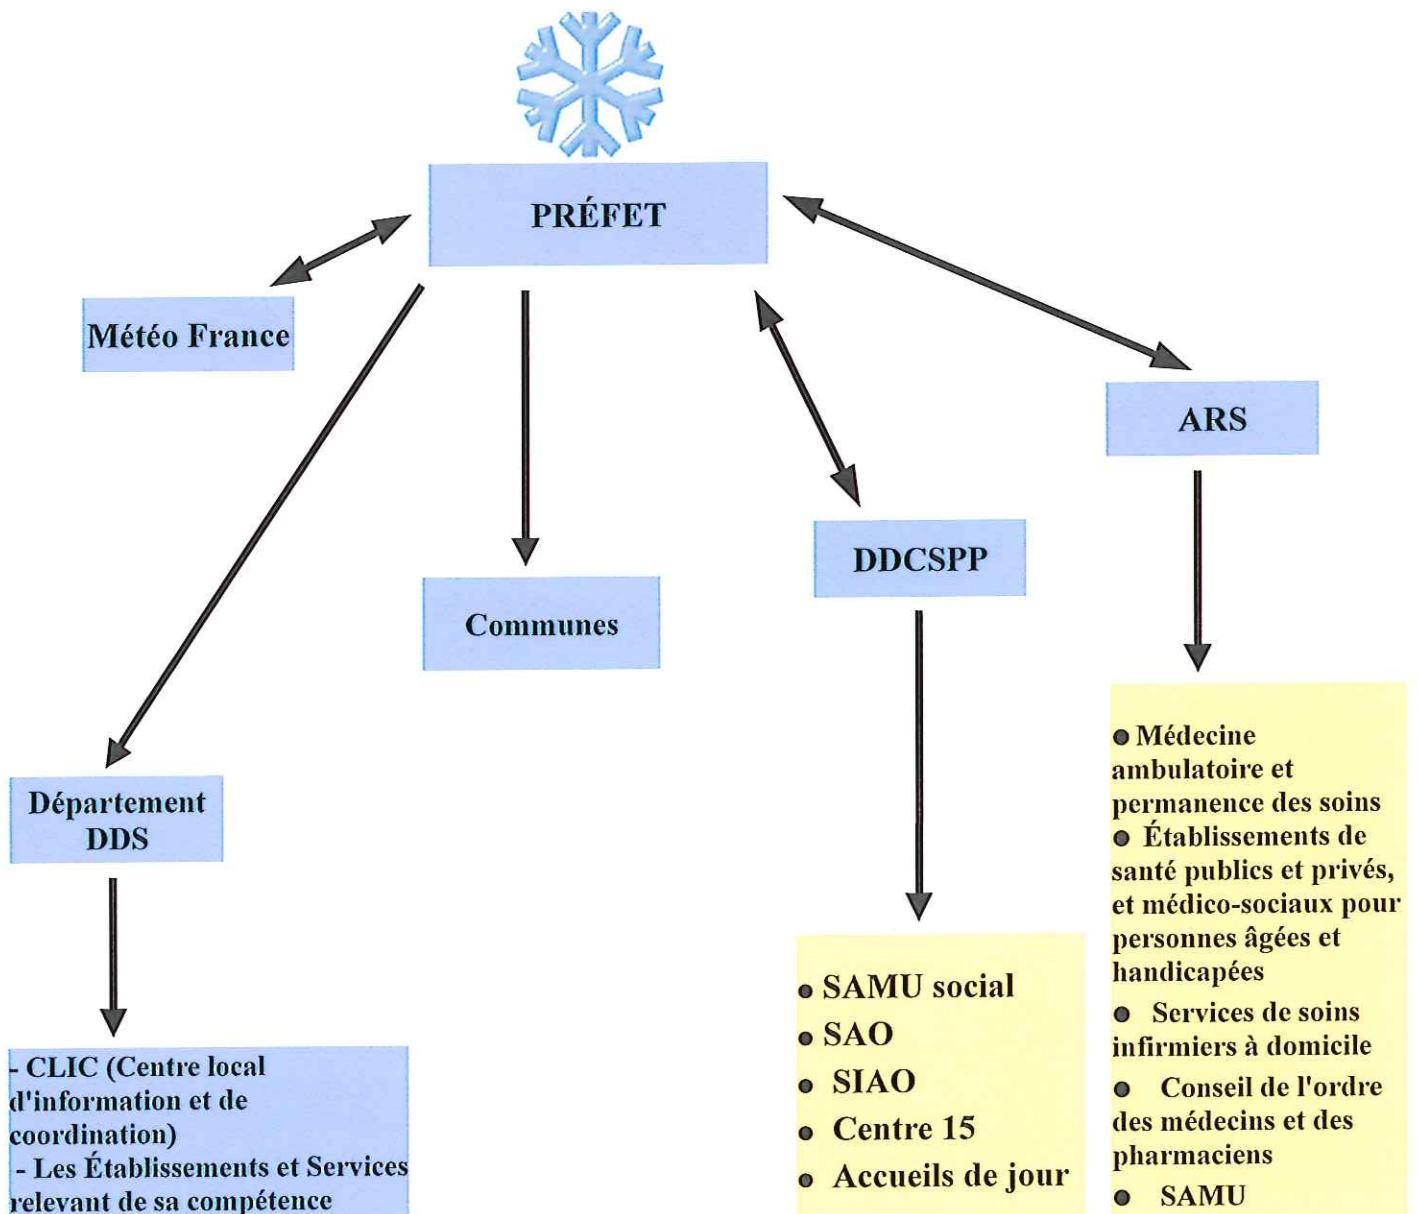 PRÉFET
Météo France
ARS
DDCSPP
Communes
Département
DDS
- CLIC (Centre local
d'information et de
coordination)
- Les Établissements et Services
relevant de sa compétence
● SAMU social
● SAO
● SIAO
● Centre 15
● Accueils de jour
● Médecine
ambulatoire et
permanence des soins
● Établissements de
santé publics et privés,
et médico-sociaux pour
personnes âgées et
handicapées
● Services de soins
infirmiers à domicile
● Conseil de l'ordre
des médecins et des
pharmaciens
● SAMU